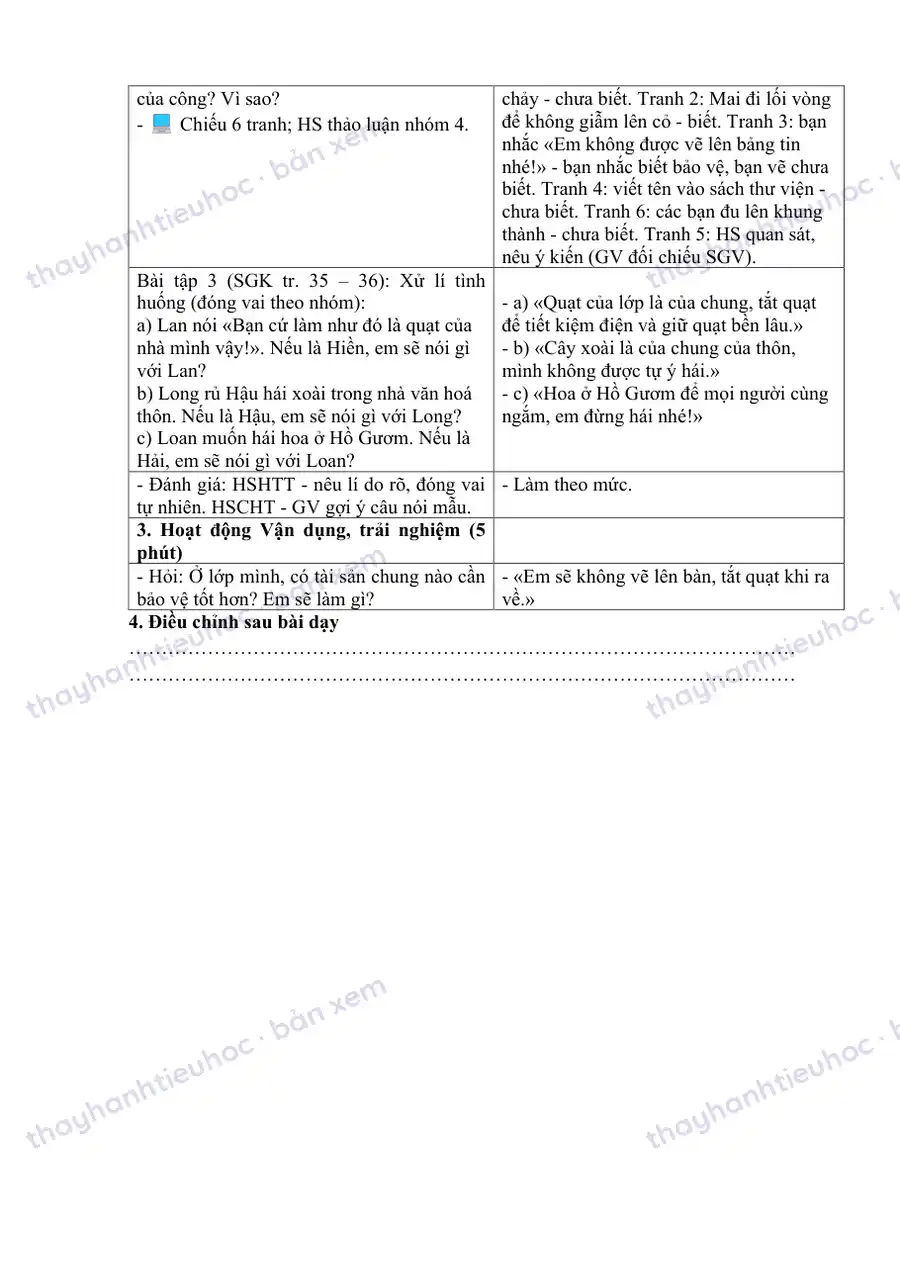 của công? Vì sao?
- Chiếu 6 tranh; HS thảo luận nhóm 4.
chảy - chưa biết. Tranh 2: Mai đi lối vòng
để không giẫm lên cỏ - biết. Tranh 3: bạn
nhắc «Em không được vẽ lên bảng tin
nhé!» - bạn nhắc biết bảo vệ, bạn vẽ chưa
biết. Tranh 4: viết tên vào sách thư viện -
chưa biết. Tranh 6: các bạn đu lên khung
thành - chưa biết. Tranh 5: HS quan sát,
nêu ý kiến (GV đối chiếu SGV).
Bài tập 3 (SGK tr. 35 – 36): Xử lí tình
huống (đóng vai theo nhóm):
a) Lan nói «Bạn cứ làm như đó là quạt của
nhà mình vậy!». Nếu là Hiền, em sẽ nói gì
với Lan?
b) Long rủ Hậu hái xoài trong nhà văn hoá
thôn. Nếu là Hậu, em sẽ nói gì với Long?
c) Loan muốn hái hoa ở Hồ Gươm. Nếu là
Hải, em sẽ nói gì với Loan?
- a) «Quạt của lớp là của chung, tắt quạt
để tiết kiệm điện và giữ quạt bền lâu.»
- b) «Cây xoài là của chung của thôn,
mình không được tự ý hái.»
- c) «Hoa ở Hồ Gươm để mọi người cùng
ngắm, em đừng hái nhé!»
- Đánh giá: HSHTT - nêu lí do rõ, đóng vai
tự nhiên. HSCHT - GV gợi ý câu nói mẫu.
- Làm theo mức.
3. Hoạt động Vận dụng, trải nghiệm (5
phút)
- Hỏi: Ở lớp mình, có tài sản chung nào cần
bảo vệ tốt hơn? Em sẽ làm gì?
- «Em sẽ không vẽ lên bàn, tắt quạt khi ra
về.»
4. Điều chỉnh sau bài dạy
thayhanhtieuhoc · bản xem
thayhanhtieuhoc · b
thayhanhtieuhoc · bản xem
thayhanhtieuhoc · b
thayhanhtieuhoc · bản xem
thayhanhtieuhoc · b